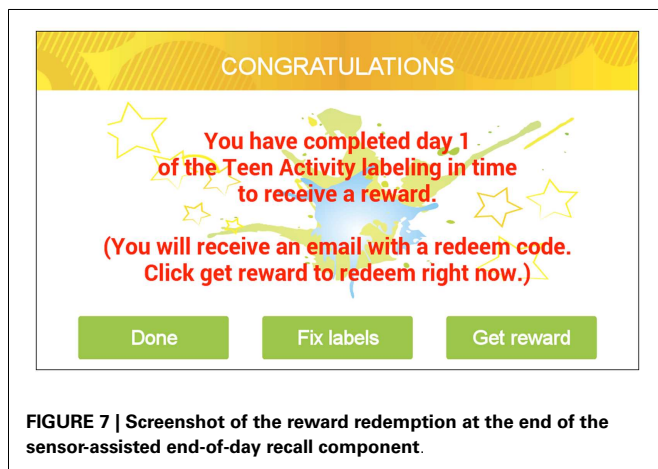 CONGRATULATIONS
You have completed day 1
of the Teen Activity labeling in time
to receive a reward.
(You will receive an email with a redeem code.
Click get reward to redeem right now.)
Done
Fix labels
Get reward
FIGURE 7 | Screenshot of the reward redemption at the end of the
sensor-assisted end-of-day recall component.